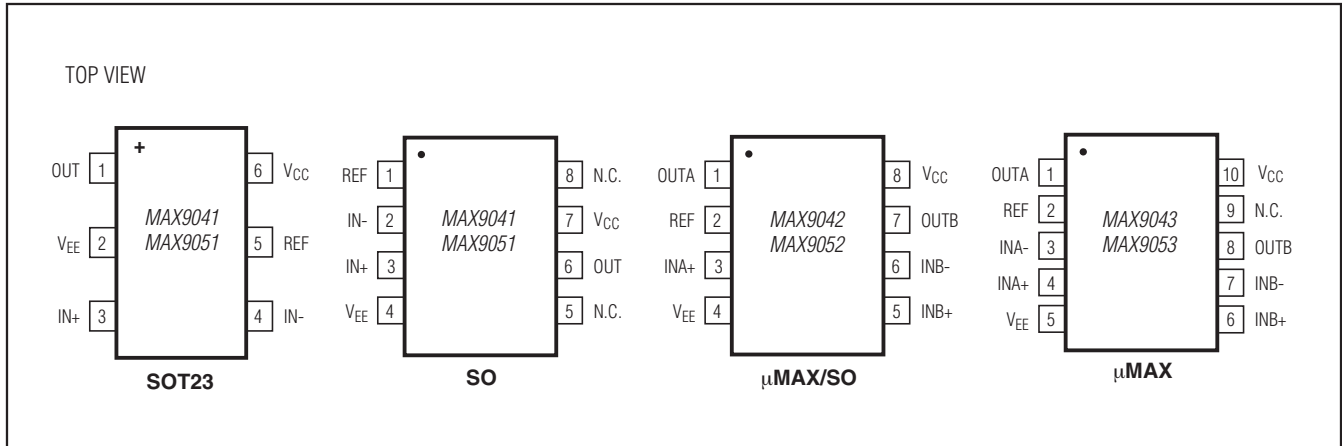 TOP VIEW
+
OUT 1
6 VCC
MAX9041
MAX9051
VEE 2
5 REF
IN+ 3
4 IN-
SOT23
REF 1
8 N.C.
IN- 2
7 VCC
MAX9041
MAX9051
IN+ 3
6 OUT
VEE 4
5 N.C.
SO
OUTA 1
8 VCC
REF 2
7 OUTB
MAX9042
MAX9052
INA+ 3
6 INB-
VEE 4
5 INB+
µMAX/SO
OUTA 1
10 VCC
REF 2
9 N.C.
MAX9043
MAX9053
INA- 3
8 OUTB
INA+ 4
7 INB-
VEE 5
6 INB+
µMAX